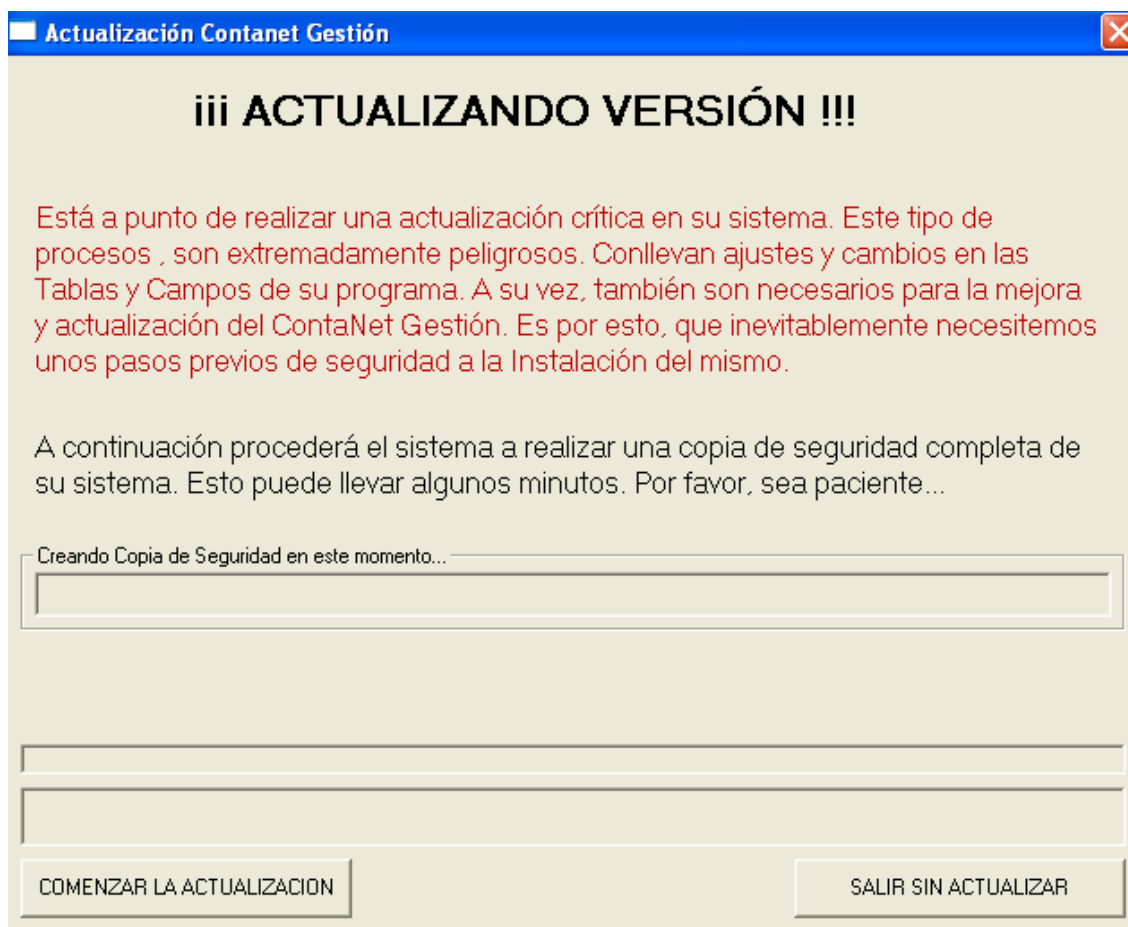 Actualización Contanet Gestión
¡¡¡ ACTUALIZANDO VERSIÓN !!!
Está a punto de realizar una actualización crítica en su sistema. Este tipo de
procesos , son extremadamente peligrosos. Conllevan ajustes y cambios en las
Tablas y Campos de su programa. A su vez, también son necesarios para la mejora
y actualización del ContaNet Gestión. Es por esto, que inevitablemente necesitemos
unos pasos previos de seguridad a la Instalación del mismo.
A continuación procederá el sistema a realizar una copia de seguridad completa de
su sistema. Esto puede llevar algunos minutos. Por favor, sea paciente...
Creando Copia de Seguridad en este momento...
COMENZAR LA ACTUALIZACION
SALIR SIN ACTUALIZAR